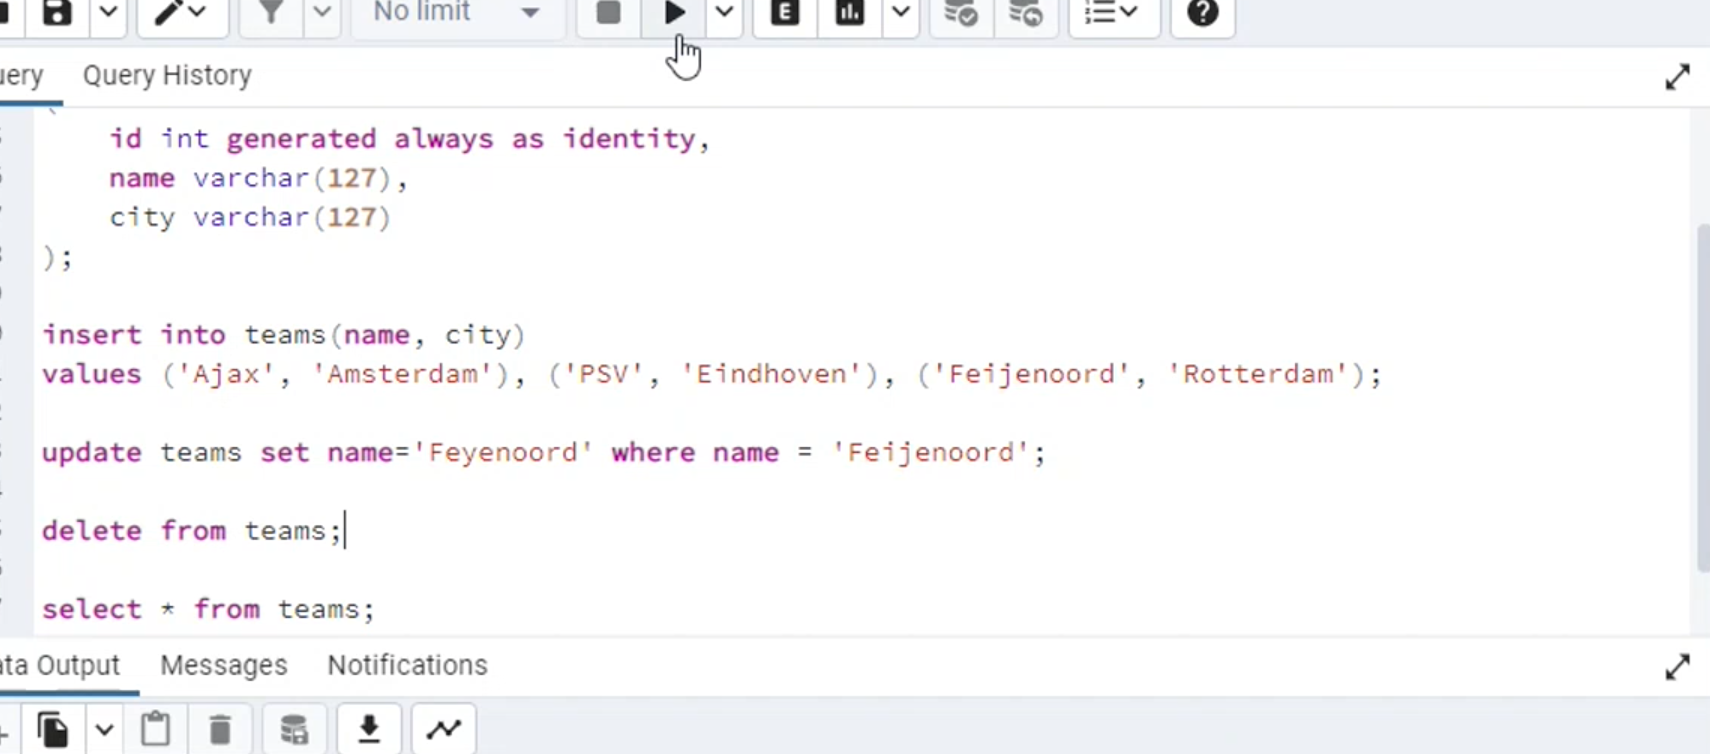 No limit
E
Query History
id int generated always as identity,
name varchar(127),
city varchar(127)
);
insert into teams(name, city)
values ('Ajax', 'Amsterdam'), ('PSV', 'Eindhoven'), ('Feijenoord', 'Rotterdam');
update teams set name='Feyenoord' where name = 'Feijenoord';
delete from teams;
select * from teams;
ata Output Messages Notifications